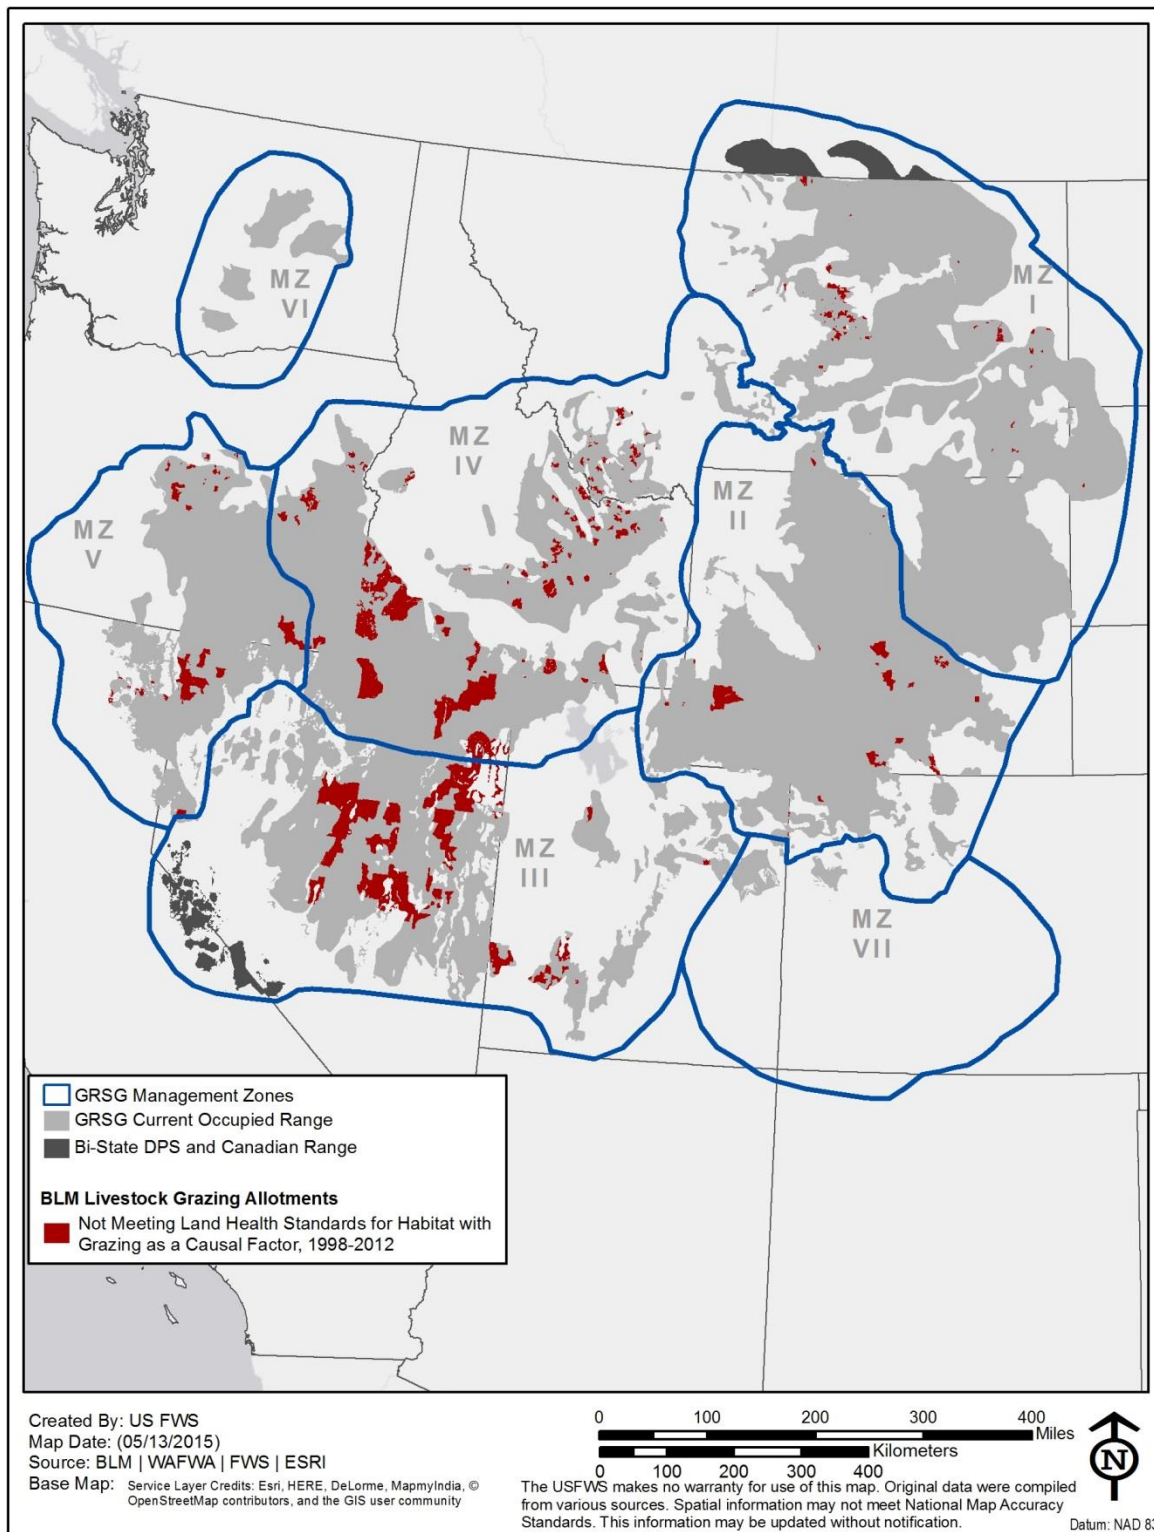 MZ
I
MZ
VI
MZ
IV
MZ
II
MZ
V
MZ
III
MZ
VII
GRSG Management Zones
GRSG Current Occupied Range
Bi-State DPS and Canadian Range
BLM Livestock Grazing Allotments
Not Meeting Land Health Standards for Habitat with
Grazing as a Causal Factor, 1998-2012
Created By: US FWS
Map Date: (05/13/2015)
Source: BLM | WAFWA | FWS | ESRI
Base Map: Service Layer Credits: Esri, HERE, DeLorme, MapmyIndia, ©
OpenStreetMap contributors, and the GIS user community
0 100 200 300 400
Miles
Kilometers
0 100 200 300 400
The USFWS makes no warranty for use of this map. Original data were compiled
from various sources. Spatial information may not meet National Map Accuracy
Standards. This information may be updated without notification.
N
Datum: NAD 83